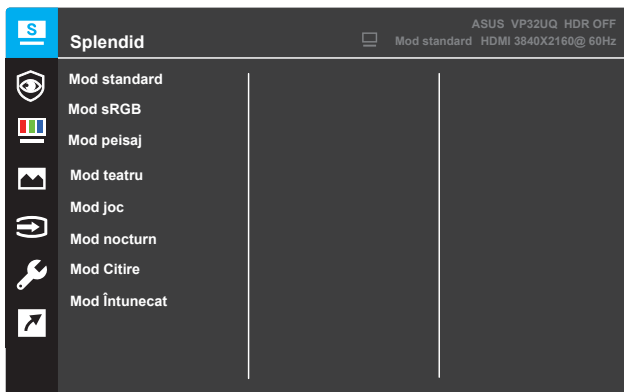 S
ASUS VP32UQ HDR OFF
Splendid
Mod standard HDMI 3840X2160@ 60Hz
Mod standard
Mod sRGB
Mod peisaj
Mod teatru
Mod joc
Mod nocturn
Mod Citire
Mod Întunecat